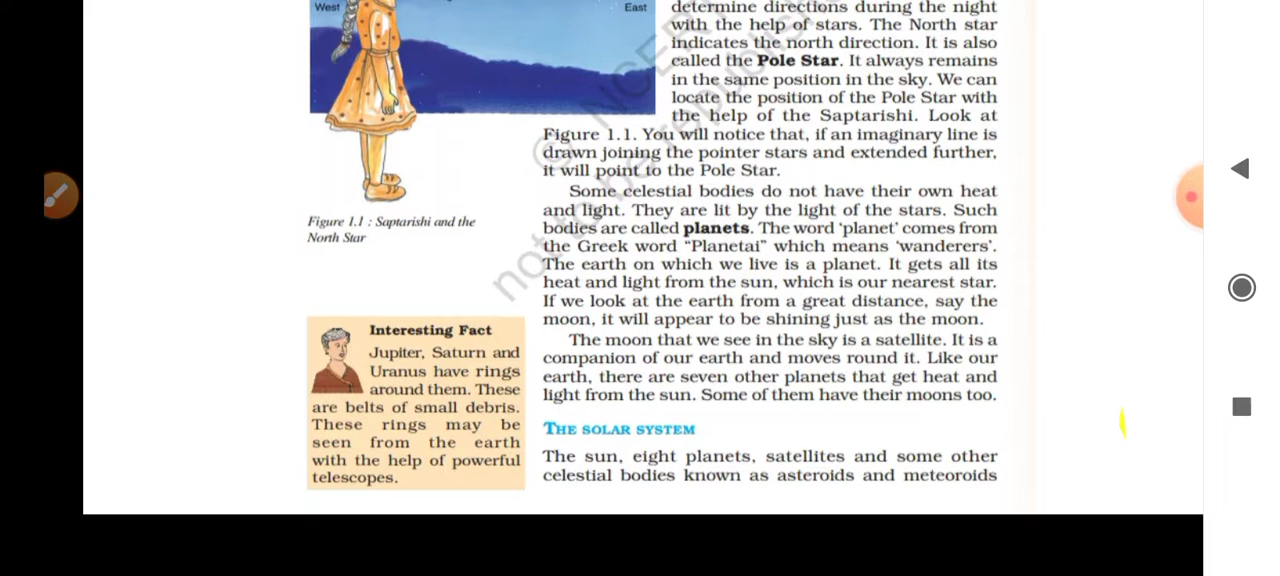 West
East
determine directions during the night
with the help of stars. The North star
indicates the north direction. It is also
called the Pole Star. It always remains
in the same position in the sky. We can
locate the position of the Pole Star with
the help of the Saptarishi. Look at
Figure 1.1. You will notice that, if an imaginary line is
drawn joining the pointer stars and extended further,
it will point to the Pole Star.
Some celestial bodies do not have their own heat
and light. They are lit by the light of the stars. Such
bodies are called planets. The word ‘planet’ comes from
the Greek word “Planetai” which means ‘wanderers’.
The earth on which we live is a planet. It gets all its
heat and light from the sun, which is our nearest star.
If we look at the earth from a great distance, say the
moon, it will appear to be shining just as the moon.
The moon that we see in the sky is a satellite. It is a
companion of our earth and moves round it. Like our
earth, there are seven other planets that get heat and
light from the sun. Some of them have their moons too.
THE SOLAR SYSTEM
The sun, eight planets, satellites and some other
celestial bodies known as asteroids and meteoroids
Figure 1.1 : Saptarishi and the
North Star
Interesting Fact
Jupiter, Saturn and
Uranus have rings
around them. These
are belts of small debris.
These rings may be
seen from the earth
with the help of powerful
telescopes.
© NCERT
not to be republished